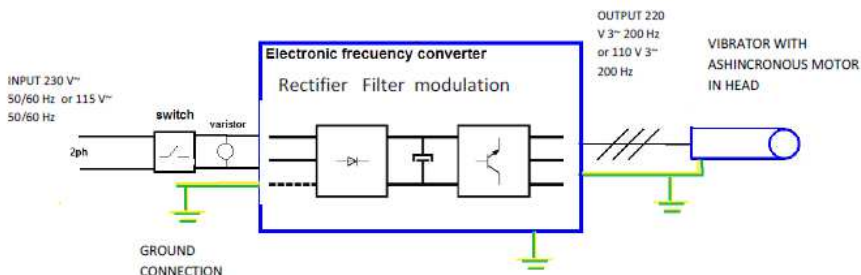 OUTPUT 220
V 3~ 200 Hz
or 110 V 3~
200 Hz
VIBRATOR WITH
ASHINCRONOUS MOTOR
IN HEAD
Electronic frecuency converter
Rectifier Filter modulation
INPUT 230 V~
50/60 Hz or 115 V~
50/60 Hz
switch
varistor
2ph
GROUND
CONNECTION